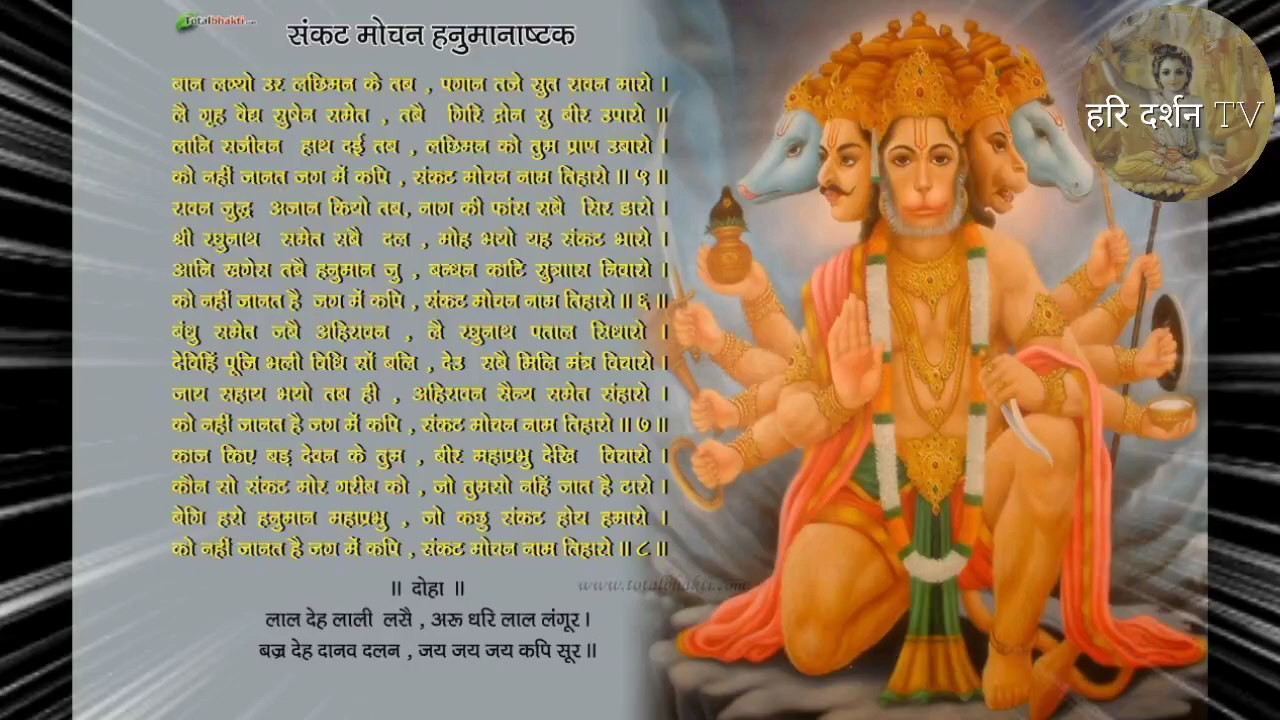 Totalbhakti.com
संकट मोचन हनुमानाष्टक
हरि दर्शन TV
बान लग्यो उर लछिमन के तब , पगान तजे सुत रावन मारो ।
लै गृह वैद्य सुषेन समेत , तबै गिरि द्रोन सु बीर उपारो ॥
लानि सजीवन हाथ दई तब , लछिमन को तुम प्राण उबारो ।
को नहीं जानत जग में कपि , संकट मोचन नाम तिहारो ॥ ५ ॥
रावन जुद्ध अजान कियो तब, नाग की फांस सबै सिर डारो ।
श्री रघुनाथ समेत सबै दल , मोह भयो यह संकट भारो ।
आनि खगेस तबै हनुमान जु , बन्धन काटि सुत्राास निवारो ।
को नहीं जानत है जग में कपि , संकट मोचन नाम तिहारो ॥ ६ ॥
वंधु समेत जबै अहिरावन , लै रघुनाथ पताल सिधारो ।
देविहिं पूजि भली विधि सों बलि , देउ सबै मिलि मंत्र विचारो ।
जाय सहाय भयो तब ही , अहिरावन सैन्य समेत संहारो ।
को नहीं जानत है जग में कपि , संकट मोचन नाम तिहारो ॥ ७ ॥
काज किए बड़ देवन के तुम , बीर महाप्रभु देखि विचारो ।
कौन सो संकट मोर गरीब को , जो तुमसो नहिं जात है टारो ।
बेगि हरो हनुमान महाप्रभु , जो कछु संकट होय हमारो ।
को नहीं जानत है जग में कपि , संकट मोचन नाम तिहारो ॥ ८ ॥
॥ दोहा ॥
www.totalbhakti.com
लाल देह लाली लसै , अरू धरि लाल लंगूर ।
बज्र देह दानव दलन , जय जय जय कपि सूर ॥